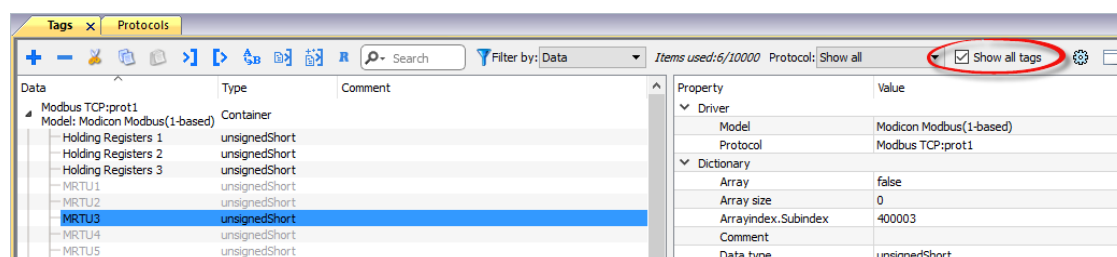 Tags x Protocols
A B R Search Filter by: Data Items used:6/10000 Protocol: Show all Show all tags
Data Type Comment Property Value
Modbus TCP:prot1
Model: Modicon Modbus(1-based) Container
Driver
Model Modicon Modbus(1-based)
Holding Registers 1 unsignedShort
Protocol Modbus TCP:prot1
Holding Registers 2 unsignedShort
Dictionary
Holding Registers 3 unsignedShort
Array false
MRTU1 unsignedShort
Array size 0
MRTU2 unsignedShort
MRTU3 unsignedShort
Arrayindex.Subindex 400003
MRTU4 unsignedShort
Comment
MRTU5 unsignedShort
Data type unsignedShort